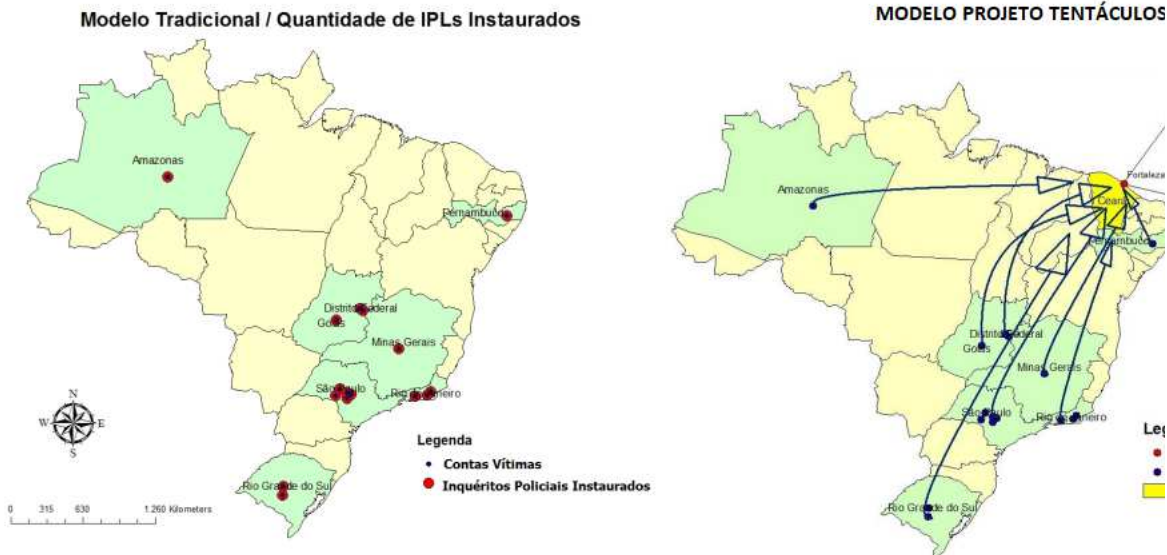 Modelo Tradicional / Quantidade de IPLs Instaurados
Amazonas
Pernambuco
Distrito Federal
Goiás
Minas Gerais
São Paulo
Rio de Janeiro
Rio Grande do Sul
N
W
E
S
0 315 630 1.260 Kilometers
Legenda
Contas Vítimas
Inquéritos Policiais Instaurados
MODELO PROJETO TENTÁCULOS
Amazonas
Fortaleza
Ceará
Pernambuco
Distrito Federal
Goiás
Minas Gerais
São Paulo
Rio de Janeiro
Rio Grande do Sul
Leg